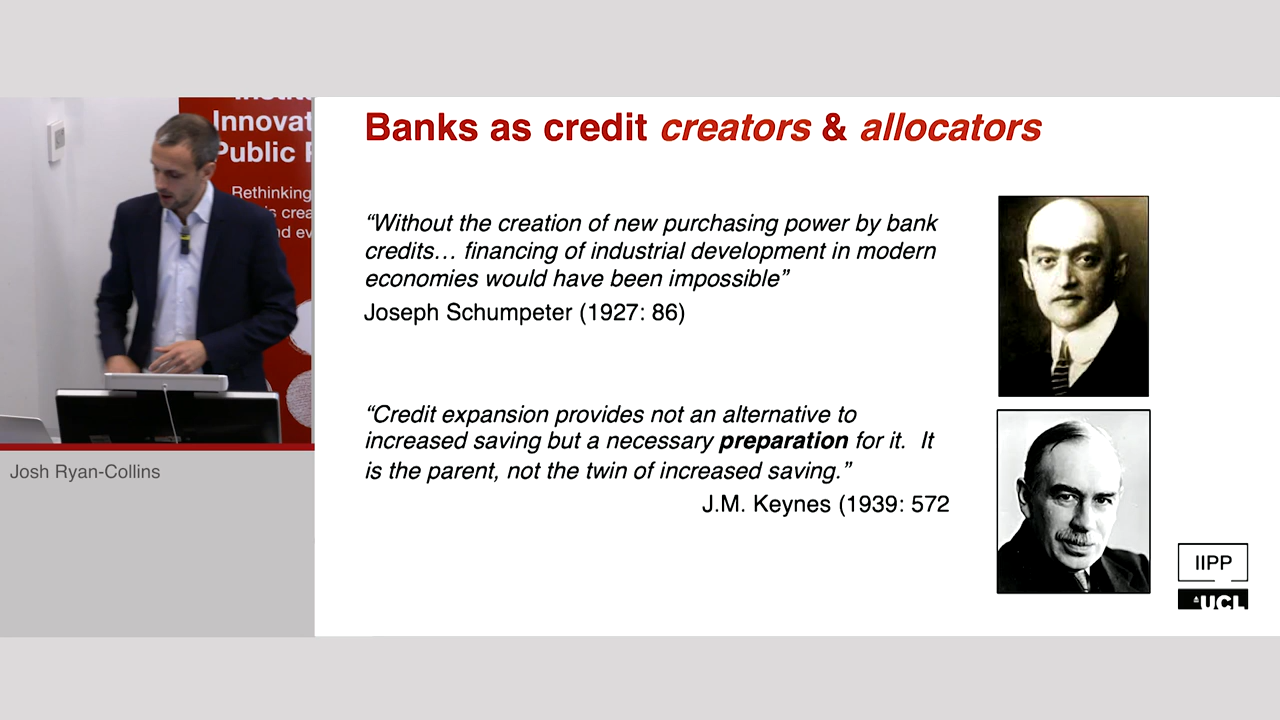 Innovat
Public
Rethinking
Josh Ryan-Collins
Banks as credit creators & allocators
“Without the creation of new purchasing power by bank
credits… financing of industrial development in modern
economies would have been impossible”
Joseph Schumpeter (1927: 86)
“Credit expansion provides not an alternative to
increased saving but a necessary preparation for it.  It
is the parent, not the twin of increased saving.”
J.M. Keynes (1939: 572
IIPP
UCL